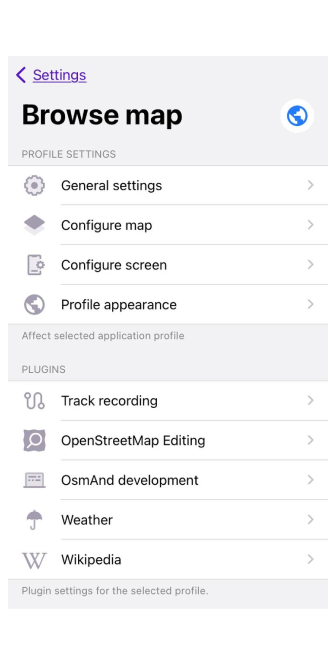 Settings
Browse map
PROFILE SETTINGS
General settings
Configure map
Configure screen
Profile appearance
Affect selected application profile
PLUGINS
Track recording
OpenStreetMap Editing
OsmAnd development
Weather
Wikipedia
Plugin settings for the selected profile.